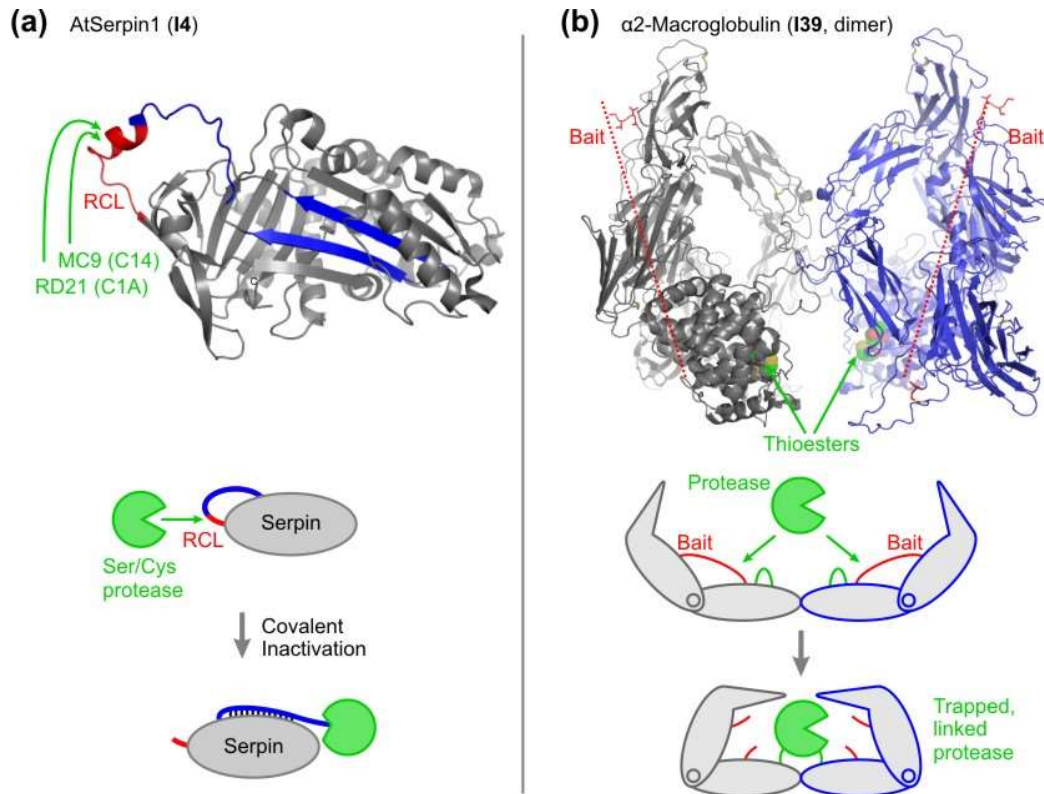 (a) AtSerpin1 (I4)
RCL
MC9 (C14)
RD21 (C1A)
c
Serpin
RCL
Ser/Cys
protease
Covalent
Inactivation
Serpin
(b) α2-Macroglobulin (I39, dimer)
Bait
Bait
Thioesters
Protease
Bait
Bait
Trapped,
linked
protease